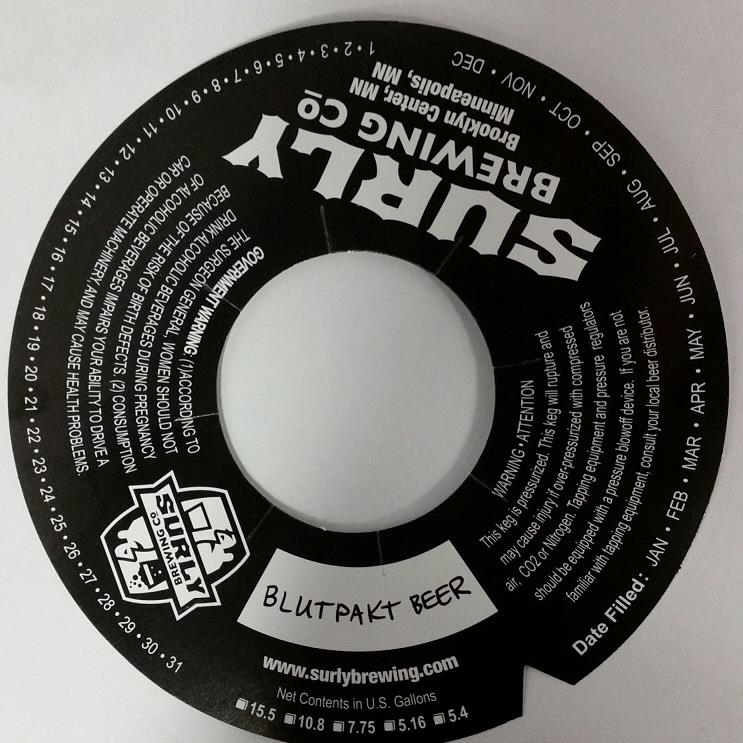 SURLY
BREWING CO
Brooklyn Center, MN
Minneapolis, MN
1 • 2 • 3 • 4 • 5 • 6 • 7 • 8 • 9 • 10 • 11 • 12 • 13 • 14 • 15 • 16 • 17 • 18 • 19 • 20 • 21 • 22 • 23 • 24 • 25 • 26 • 27 • 28 • 29 • 30 • 31
GOVERNMENT WARNING: (1) ACCORDING TO
THE SURGEON GENERAL, WOMEN SHOULD NOT
DRINK ALCOHOLIC BEVERAGES DURING PREGNANCY
BECAUSE OF THE RISK OF BIRTH DEFECTS. (2) CONSUMPTION
OF ALCOHOLIC BEVERAGES IMPAIRS YOUR ABILITY TO DRIVE A
CAR OR OPERATE MACHINERY AND MAY CAUSE HEALTH PROBLEMS.
SURLY
BREWING CO.
BLUTPAKT BEER
www.surlybrewing.com
Net Contents in U.S. Gallons
15.5 10.8 7.75 5.16 5.4
WARNING • ATTENTION
This keg is pressurized. This keg will rupture and
may cause injury if over-pressurized with compressed
air, CO2 or Nitrogen. Tapping equipment and pressure regulators
should be equipped with a pressure blowoff device. If you are not
familiar with tapping equipment, consult your local beer distributor.
Date Filled: JAN • FEB • MAR • APR • MAY • JUN • JUL • AUG • SEP • OCT • NOV • DEC